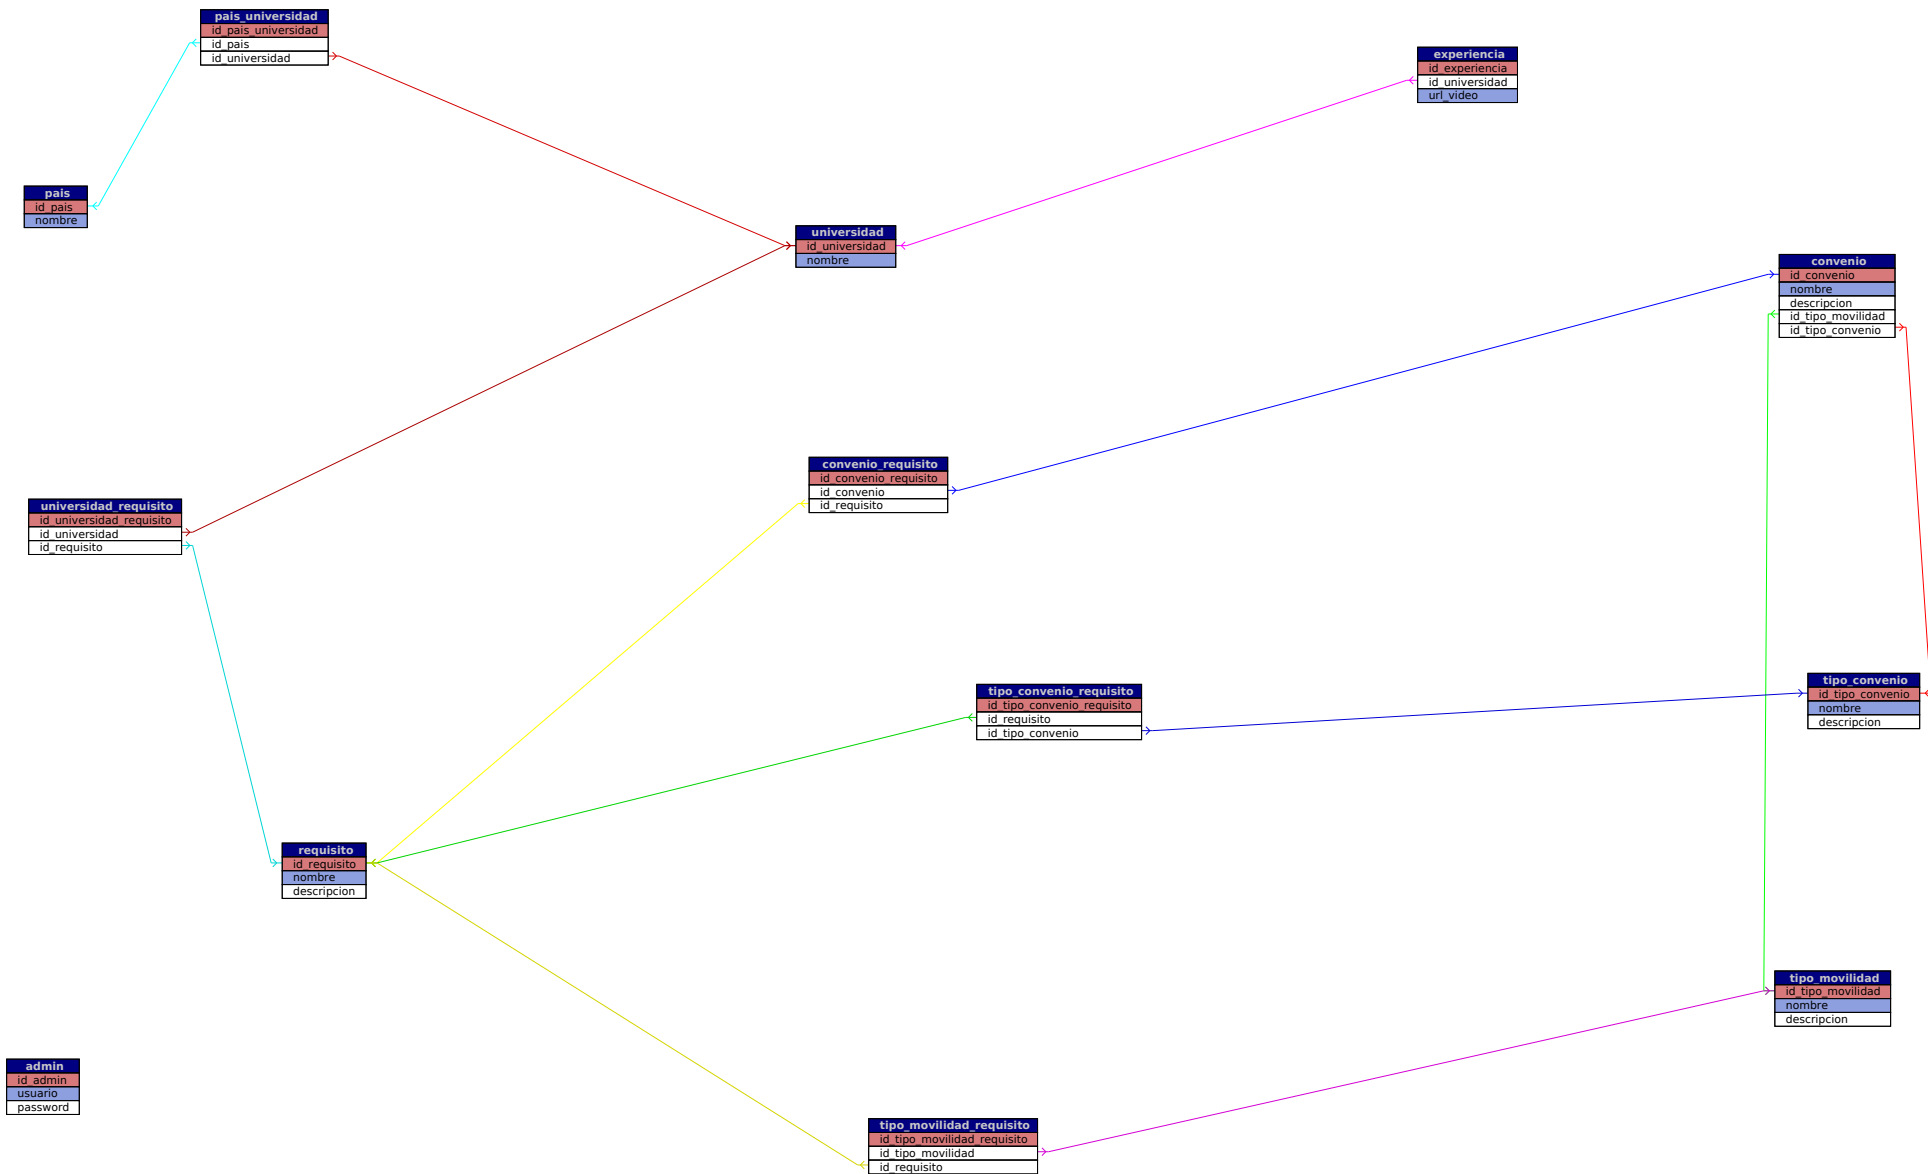 pais_universidad
id_pais_universidad
id_pais
id_universidad
experiencia
id_experiencia
id_universidad
url_video
pais
id_pais
nombre
universidad
id_universidad
nombre
convenio
id_convenio
nombre
descripcion
id_tipo_movilidad
id_tipo_convenio
convenio_requisito
id_convenio_requisito
id_convenio
id_requisito
universidad_requisito
id_universidad_requisito
id_universidad
id_requisito
tipo_convenio_requisito
id_tipo_convenio_requisito
id_requisito
id_tipo_convenio
tipo_convenio
id_tipo_convenio
nombre
descripcion
requisito
id_requisito
nombre
descripcion
tipo_movilidad
id_tipo_movilidad
nombre
descripcion
admin
id_admin
usuario
password
tipo_movilidad_requisito
id_tipo_movilidad_requisito
id_tipo_movilidad
id_requisito